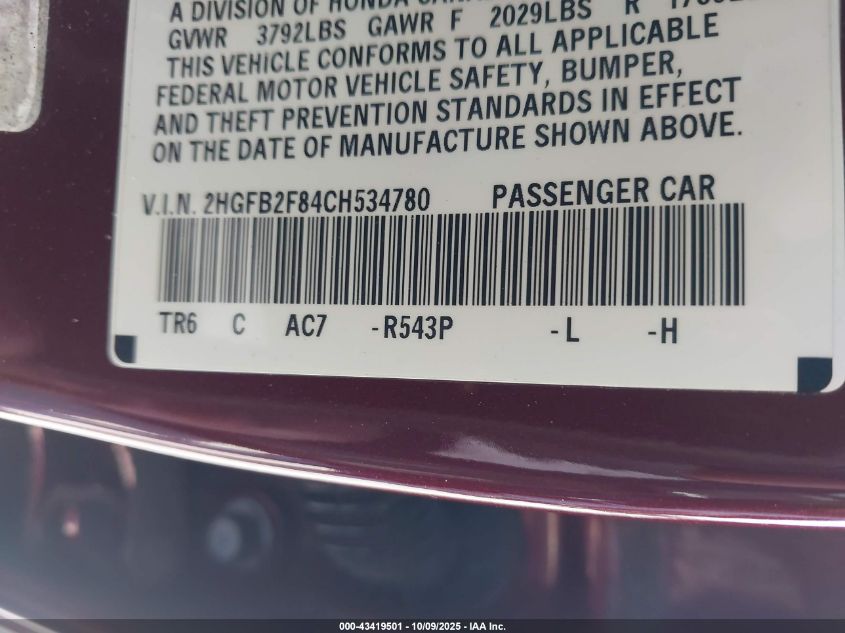 A DIVISION OF HONDA
GVWR 3792LBS GAWR F 2029LBS R
THIS VEHICLE CONFORMS TO ALL APPLICABLE
FEDERAL MOTOR VEHICLE SAFETY, BUMPER,
AND THEFT PREVENTION STANDARDS IN EFFECT
ON THE DATE OF MANUFACTURE SHOWN ABOVE.
V.I.N. 2HGFB2F84CH534780 PASSENGER CAR
TR6 C AC7 -R543P -L -H
000-43419501 - 10/09/2025 - IAA Inc.